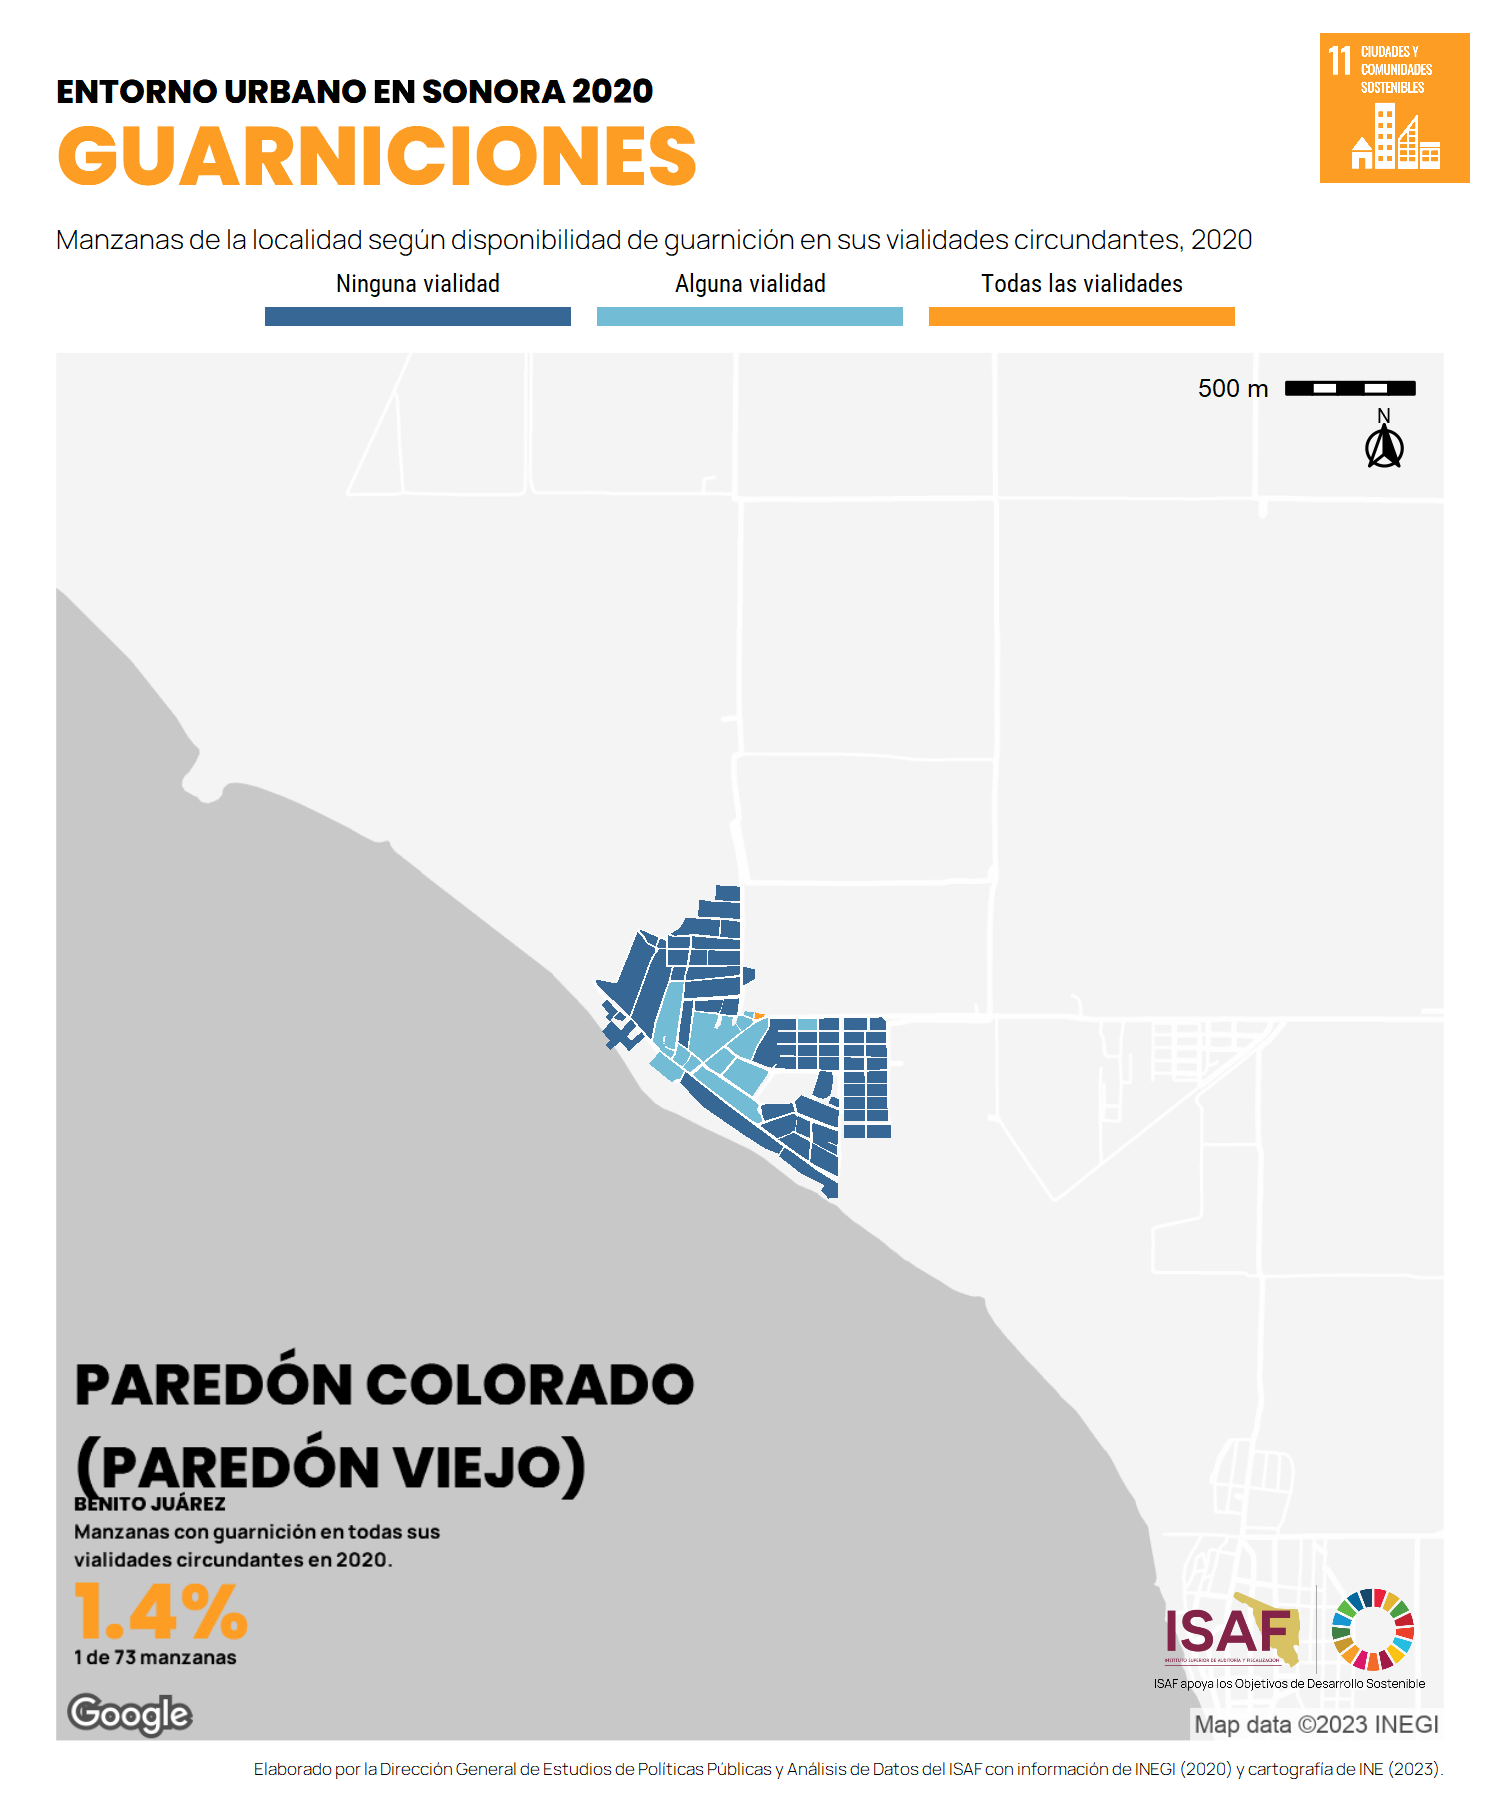 11 CIUDADES Y
COMUNIDADES
SOSTENIBLES
ENTORNO URBANO EN SONORA 2020
GUARNICIONES
Manzanas de la localidad según disponibilidad de guarnición en sus vialidades circundantes, 2020
Ninguna vialidad Alguna vialidad Todas las vialidades
500 m
N
PAREDÓN COLORADO
(PAREDÓN VIEJO)
BENITO JUÁREZ
Manzanas con guarnición en todas sus
vialidades circundantes en 2020.
1.4%
1 de 73 manzanas
ISAF
INSTITUTO SUPERIOR DE AUDITORÍA Y FISCALIZACIÓN
ISAF apoya los Objetivos de Desarrollo Sostenible
Google
Map data ©2023 INEGI
Elaborado por la Dirección General de Estudios de Políticas Públicas y Análisis de Datos del ISAF con información de INEGI (2020) y cartografía de INE (2023).